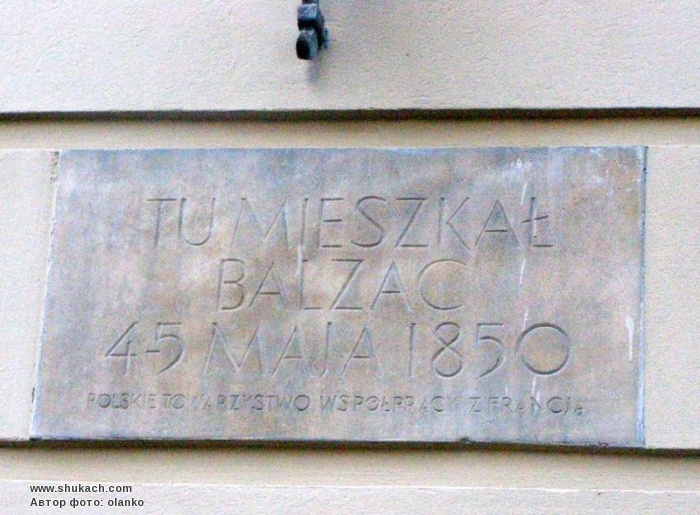 TU MIESZKAŁ
BALZAC
4-5 MAJA 1850
POLSKIE TOWARZYSTWO WSPÓŁPRACY Z FRANCJĄ
www.shukach.com
Автор фото: olanko